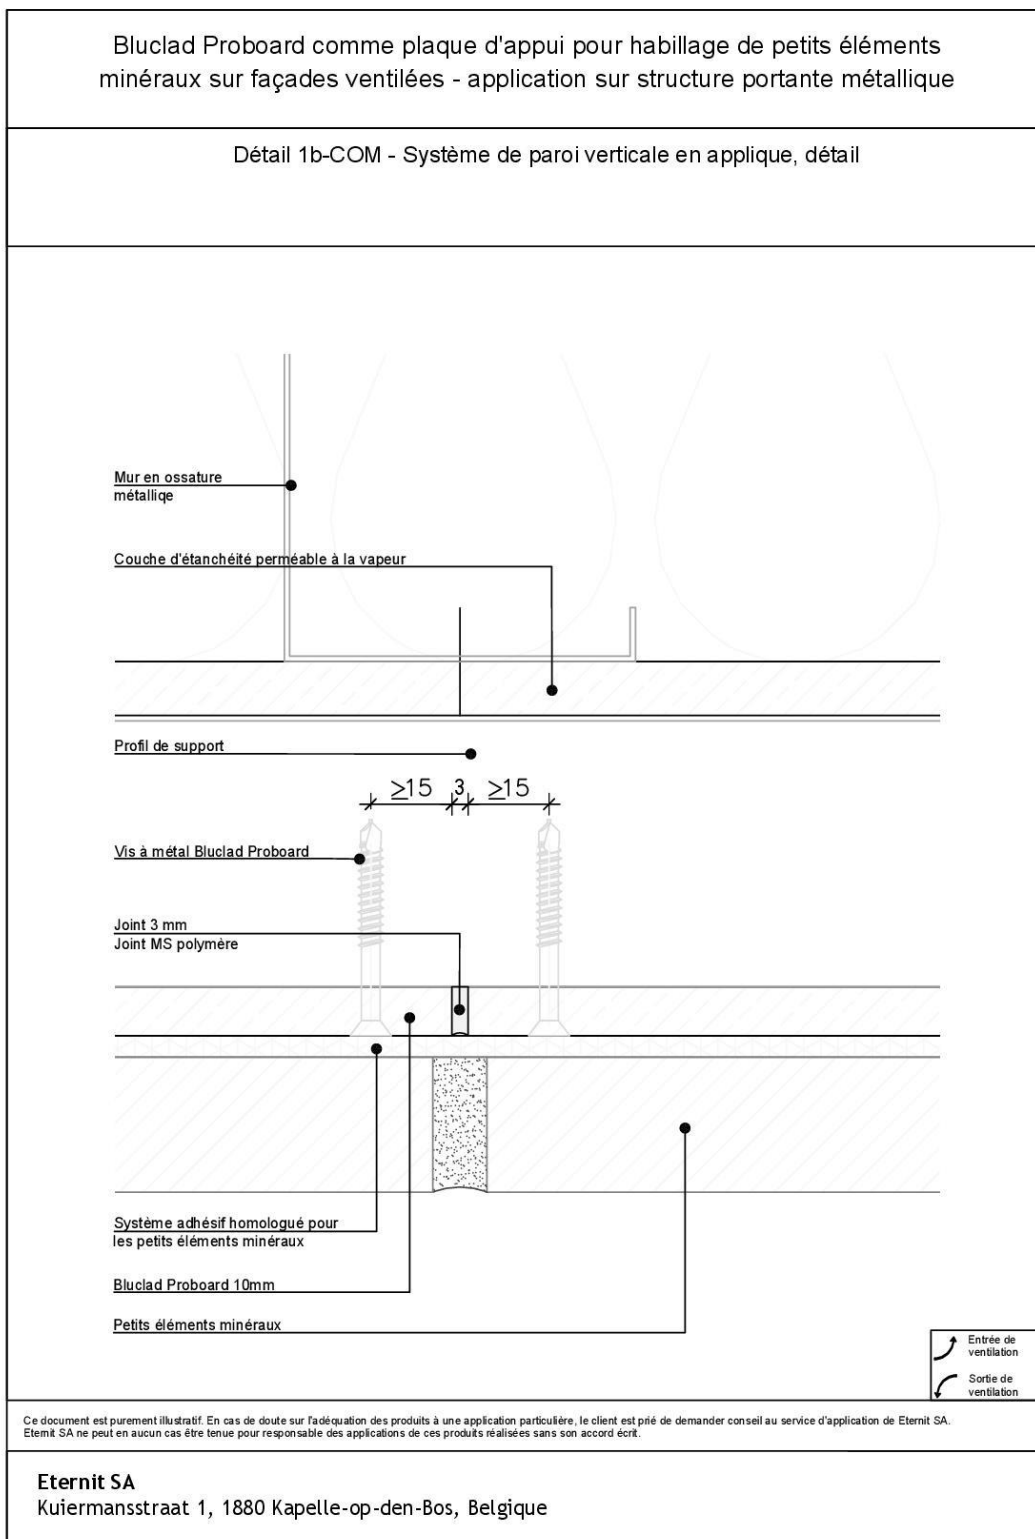 Bluclad Proboard comme plaque d'appui pour habillage de petits éléments
minéraux sur façades ventilées - application sur structure portante métallique
Détail 1b-COM - Système de paroi verticale en applique, détail
Mur en ossature
métalliqe
Couche d'étanchéité perméable à la vapeur
Profil de support
≥15 3 ≥15
Vis à métal Bluclad Proboard
Joint 3 mm
Joint MS polymère
Système adhésif homologué pour
les petits éléments minéraux
Bluclad Proboard 10mm
Petits éléments minéraux
Entrée de
ventilation
Sortie de
ventilation
Ce document est purement illustratif. En cas de doute sur l'adéquation des produits à une application particulière, le client est prié de demander conseil au service d'application de Eternit SA.
Eternit SA ne peut en aucun cas être tenue pour responsable des applications de ces produits réalisées sans son accord écrit.
Eternit SA
Kuiermansstraat 1, 1880 Kapelle-op-den-Bos, Belgique